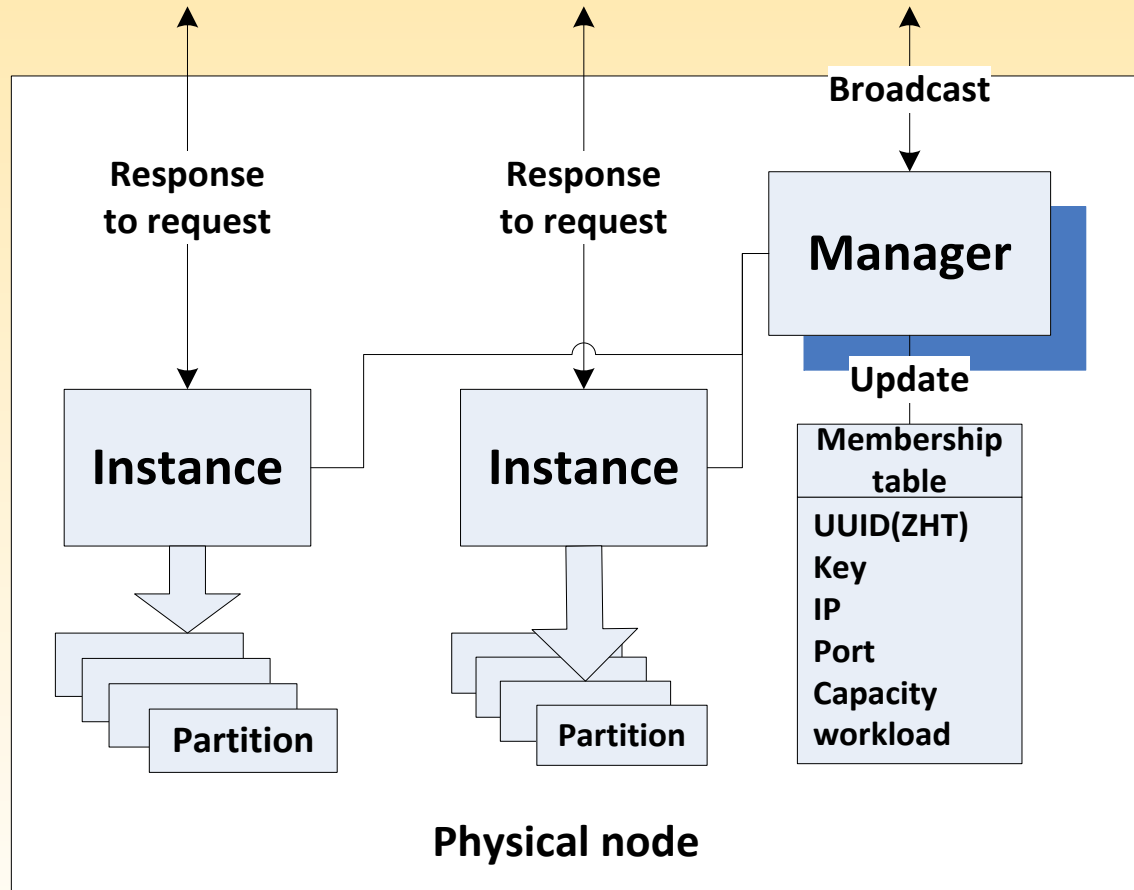 Broadcast
Response
to request
Response
to request
Manager
Update
Instance
Instance
Membership
table
UUID(ZHT)
Key
IP
Port
Capacity
workload
Partition
Partition
Physical node